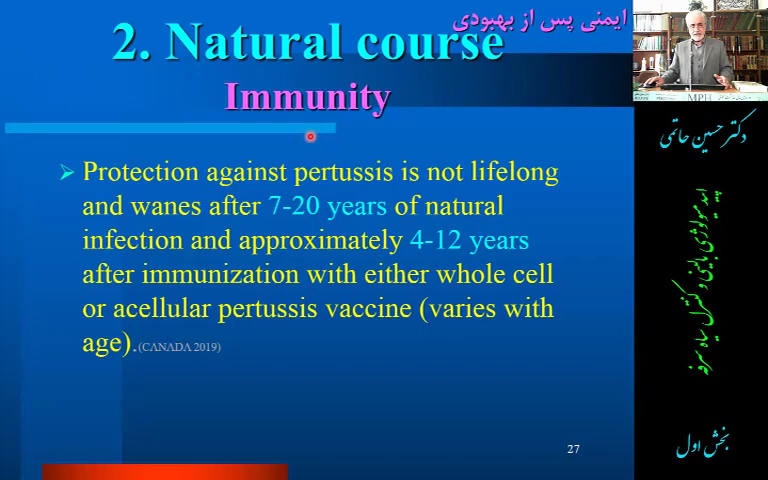 ایمنی پس از بهبودی
2. Natural course
Immunity
Protection against pertussis is not lifelong
and wanes after 7-20 years of natural
infection and approximately 4-12 years
after immunization with either whole cell
or acellular pertussis vaccine (varies with
age).(CANADA 2019)
27
MPH
دکتر حسین حاتمی
اپیدمیولوژی بالینی و کنترل سیاه سرفه
بخش اول